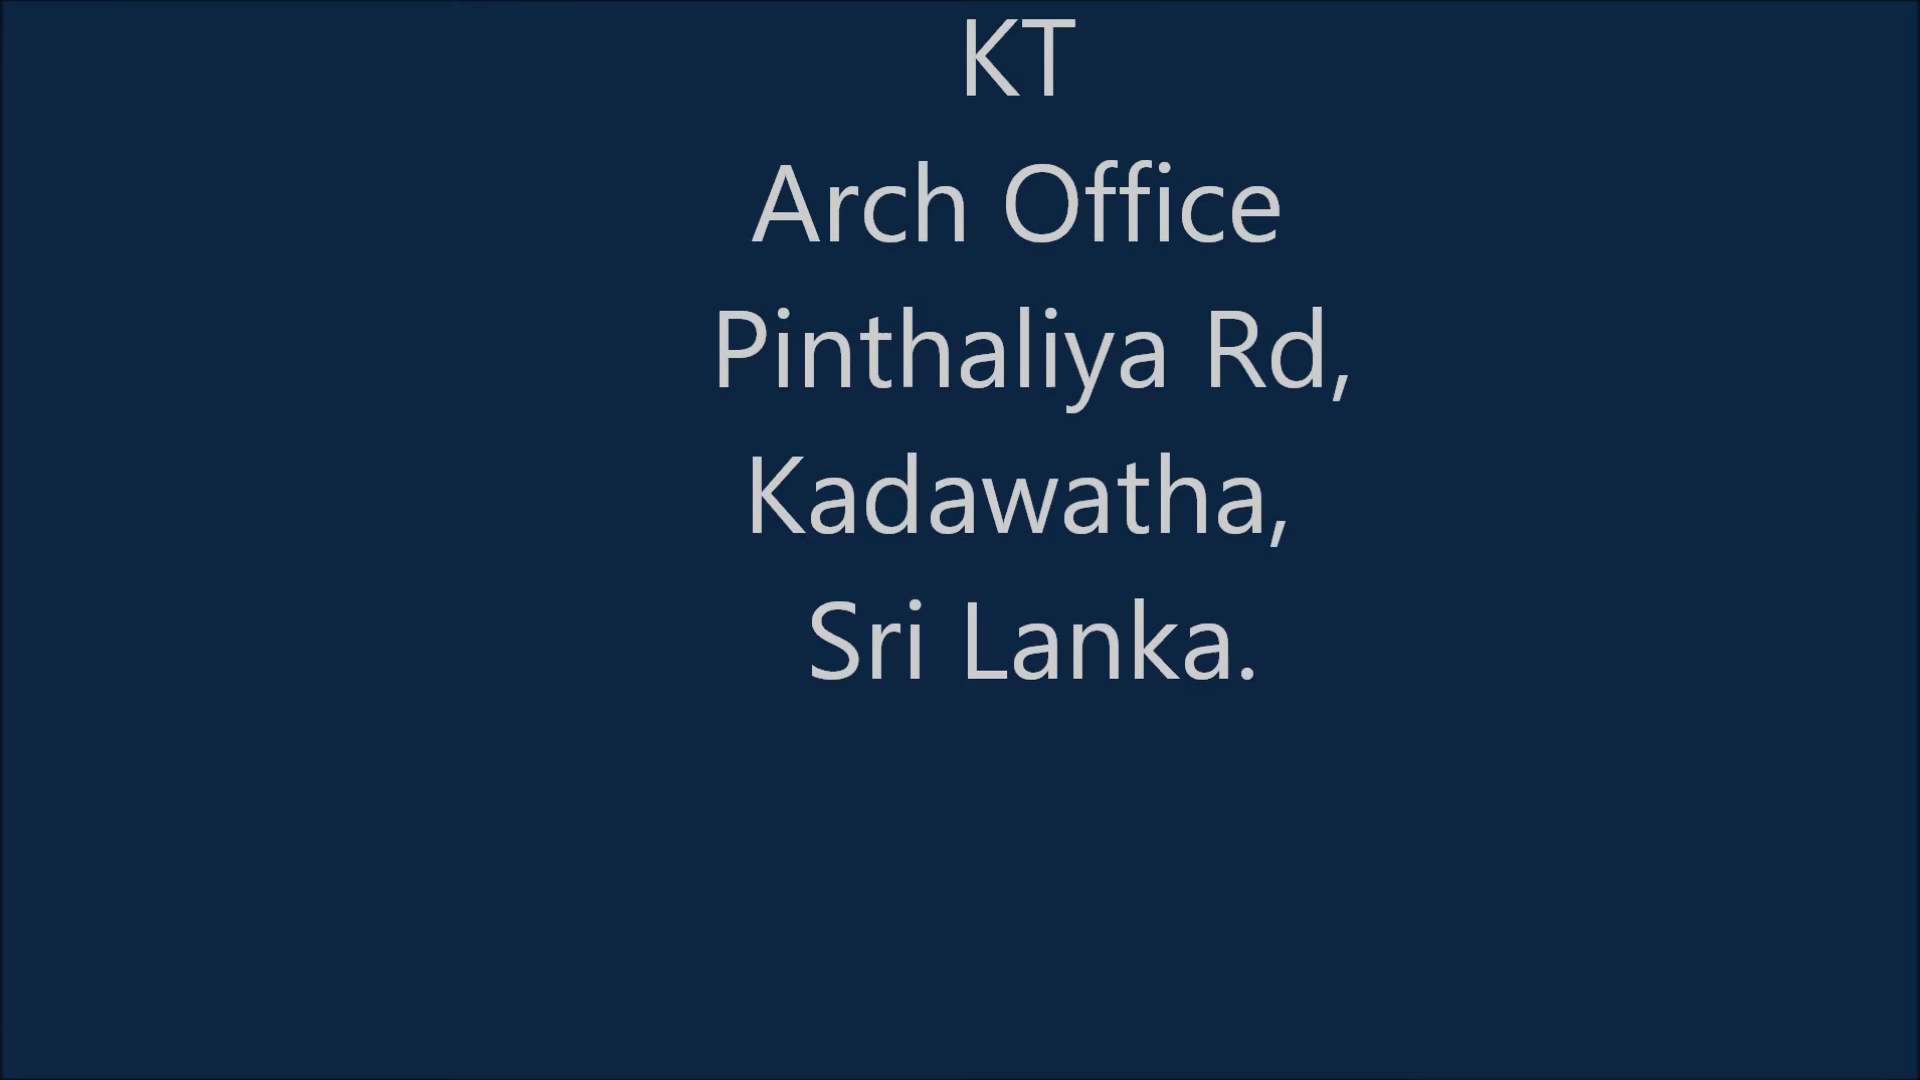 KT
Arch Office
Pinthaliya Rd,
Kadawatha,
Sri Lanka.